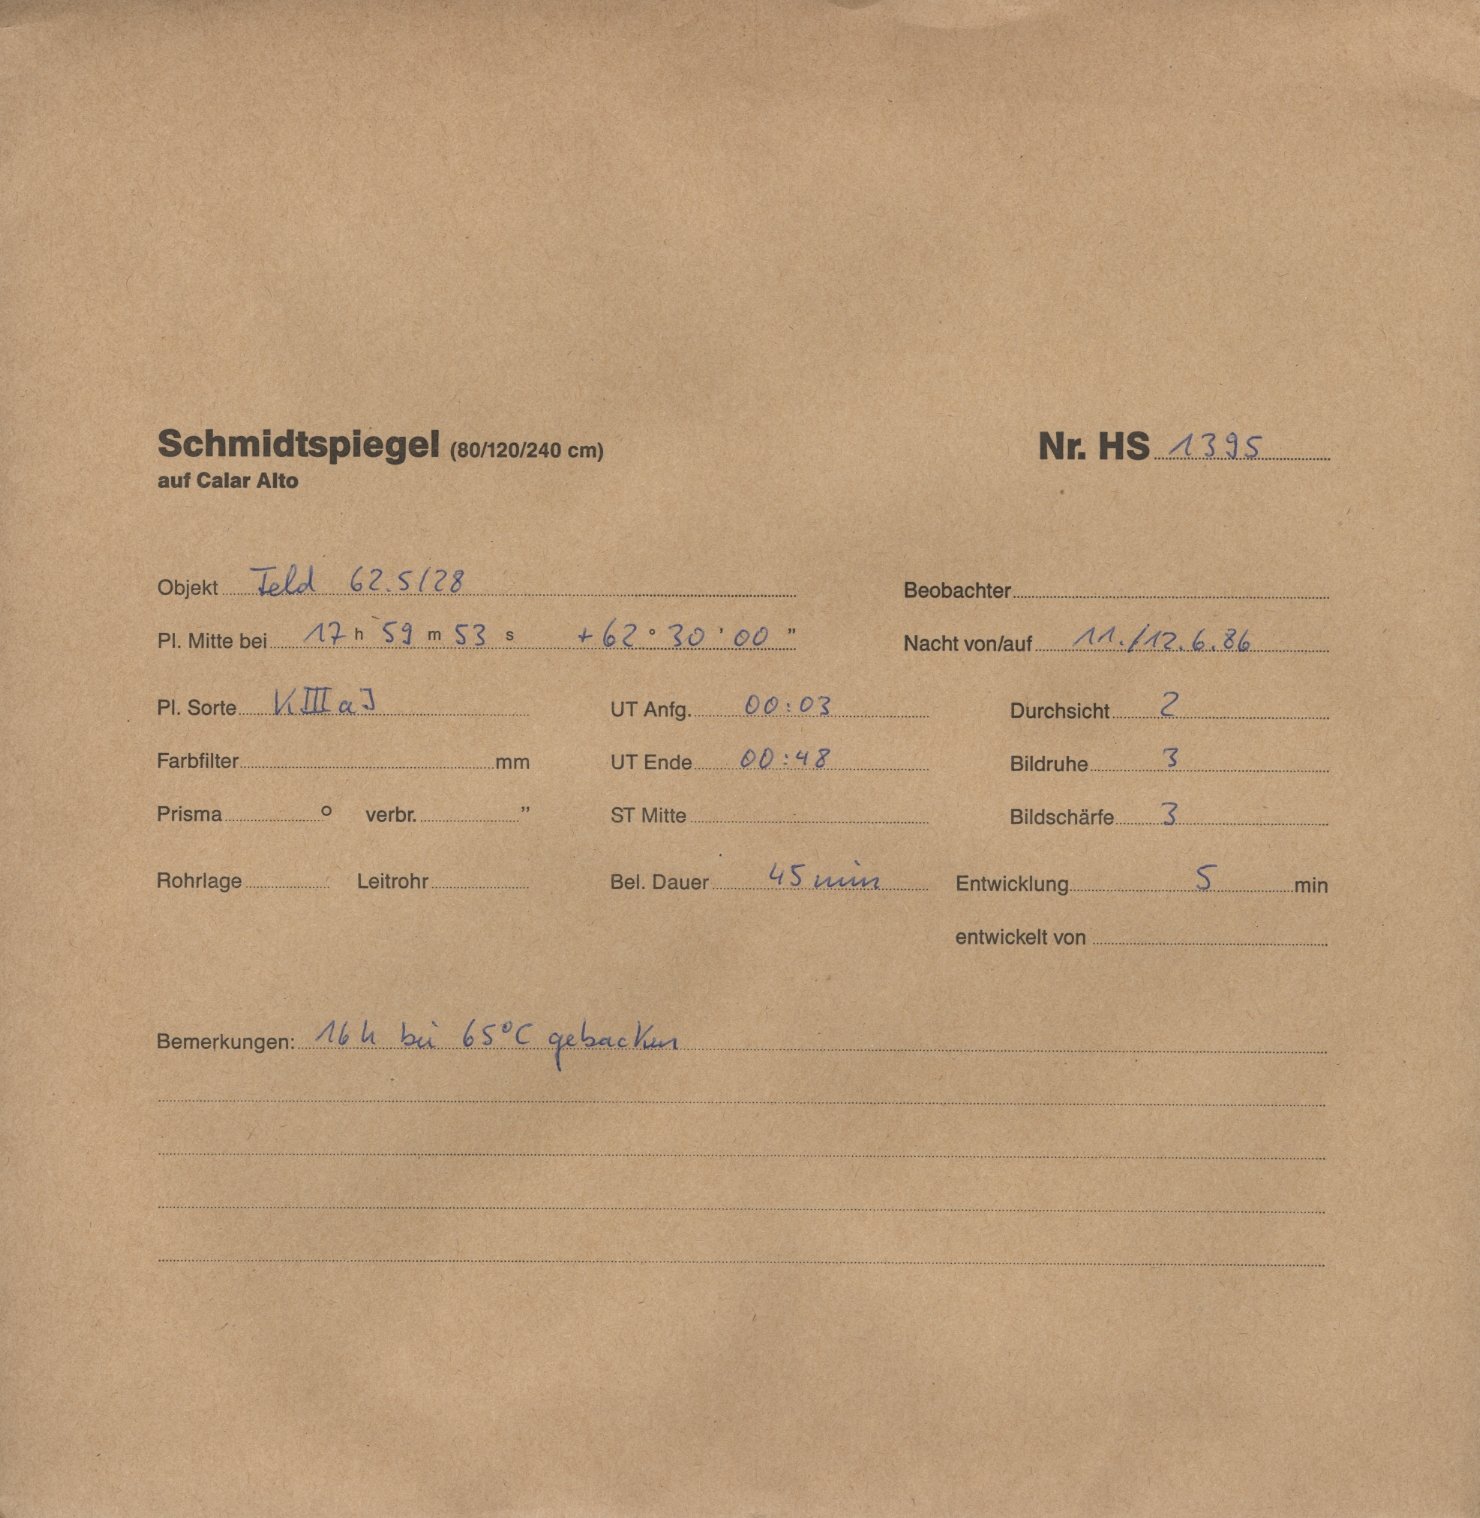 Schmidtspiegel (80/120/240 cm) Nr. HS 1395
auf Calar Alto
Objekt Feld 62.5/28 Beobachter
Pl. Mitte bei 17 h 59 m 53 s +62 ° 30 ' 00 " Nacht von/auf 11./12.6.86
Pl. Sorte K III a J UT Anfg. 00:03 Durchsicht 2
Farbfilter mm UT Ende 00:48 Bildruhe 3
Prisma ° verbr. " ST Mitte Bildschärfe 3
Rohrlage Leitrohr Bel. Dauer 45 min Entwicklung 5 min
entwickelt von
Bemerkungen: 16 h bei 65°C gebacken